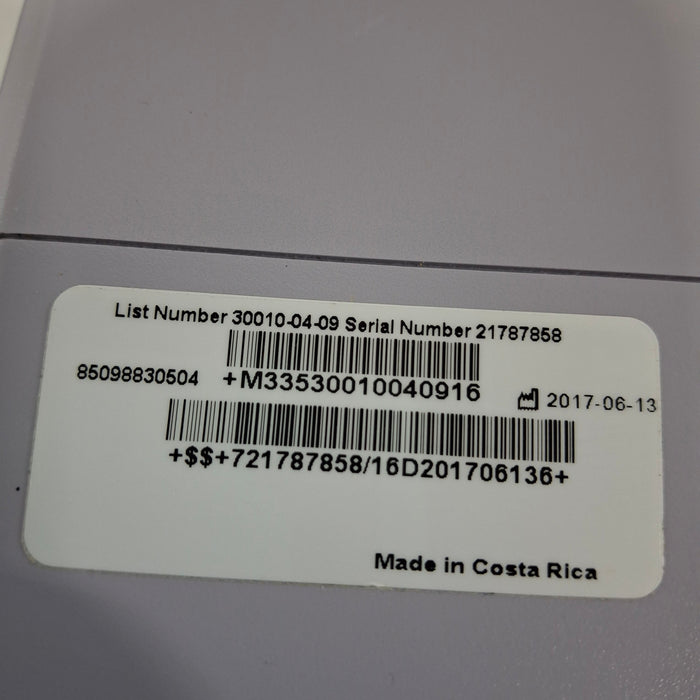 List Number 30010-04-09 Serial Number 21787858
85098830504 +M33530010040916 2017-06-13
+$$+721787858/16D201706136+
Made in Costa Rica